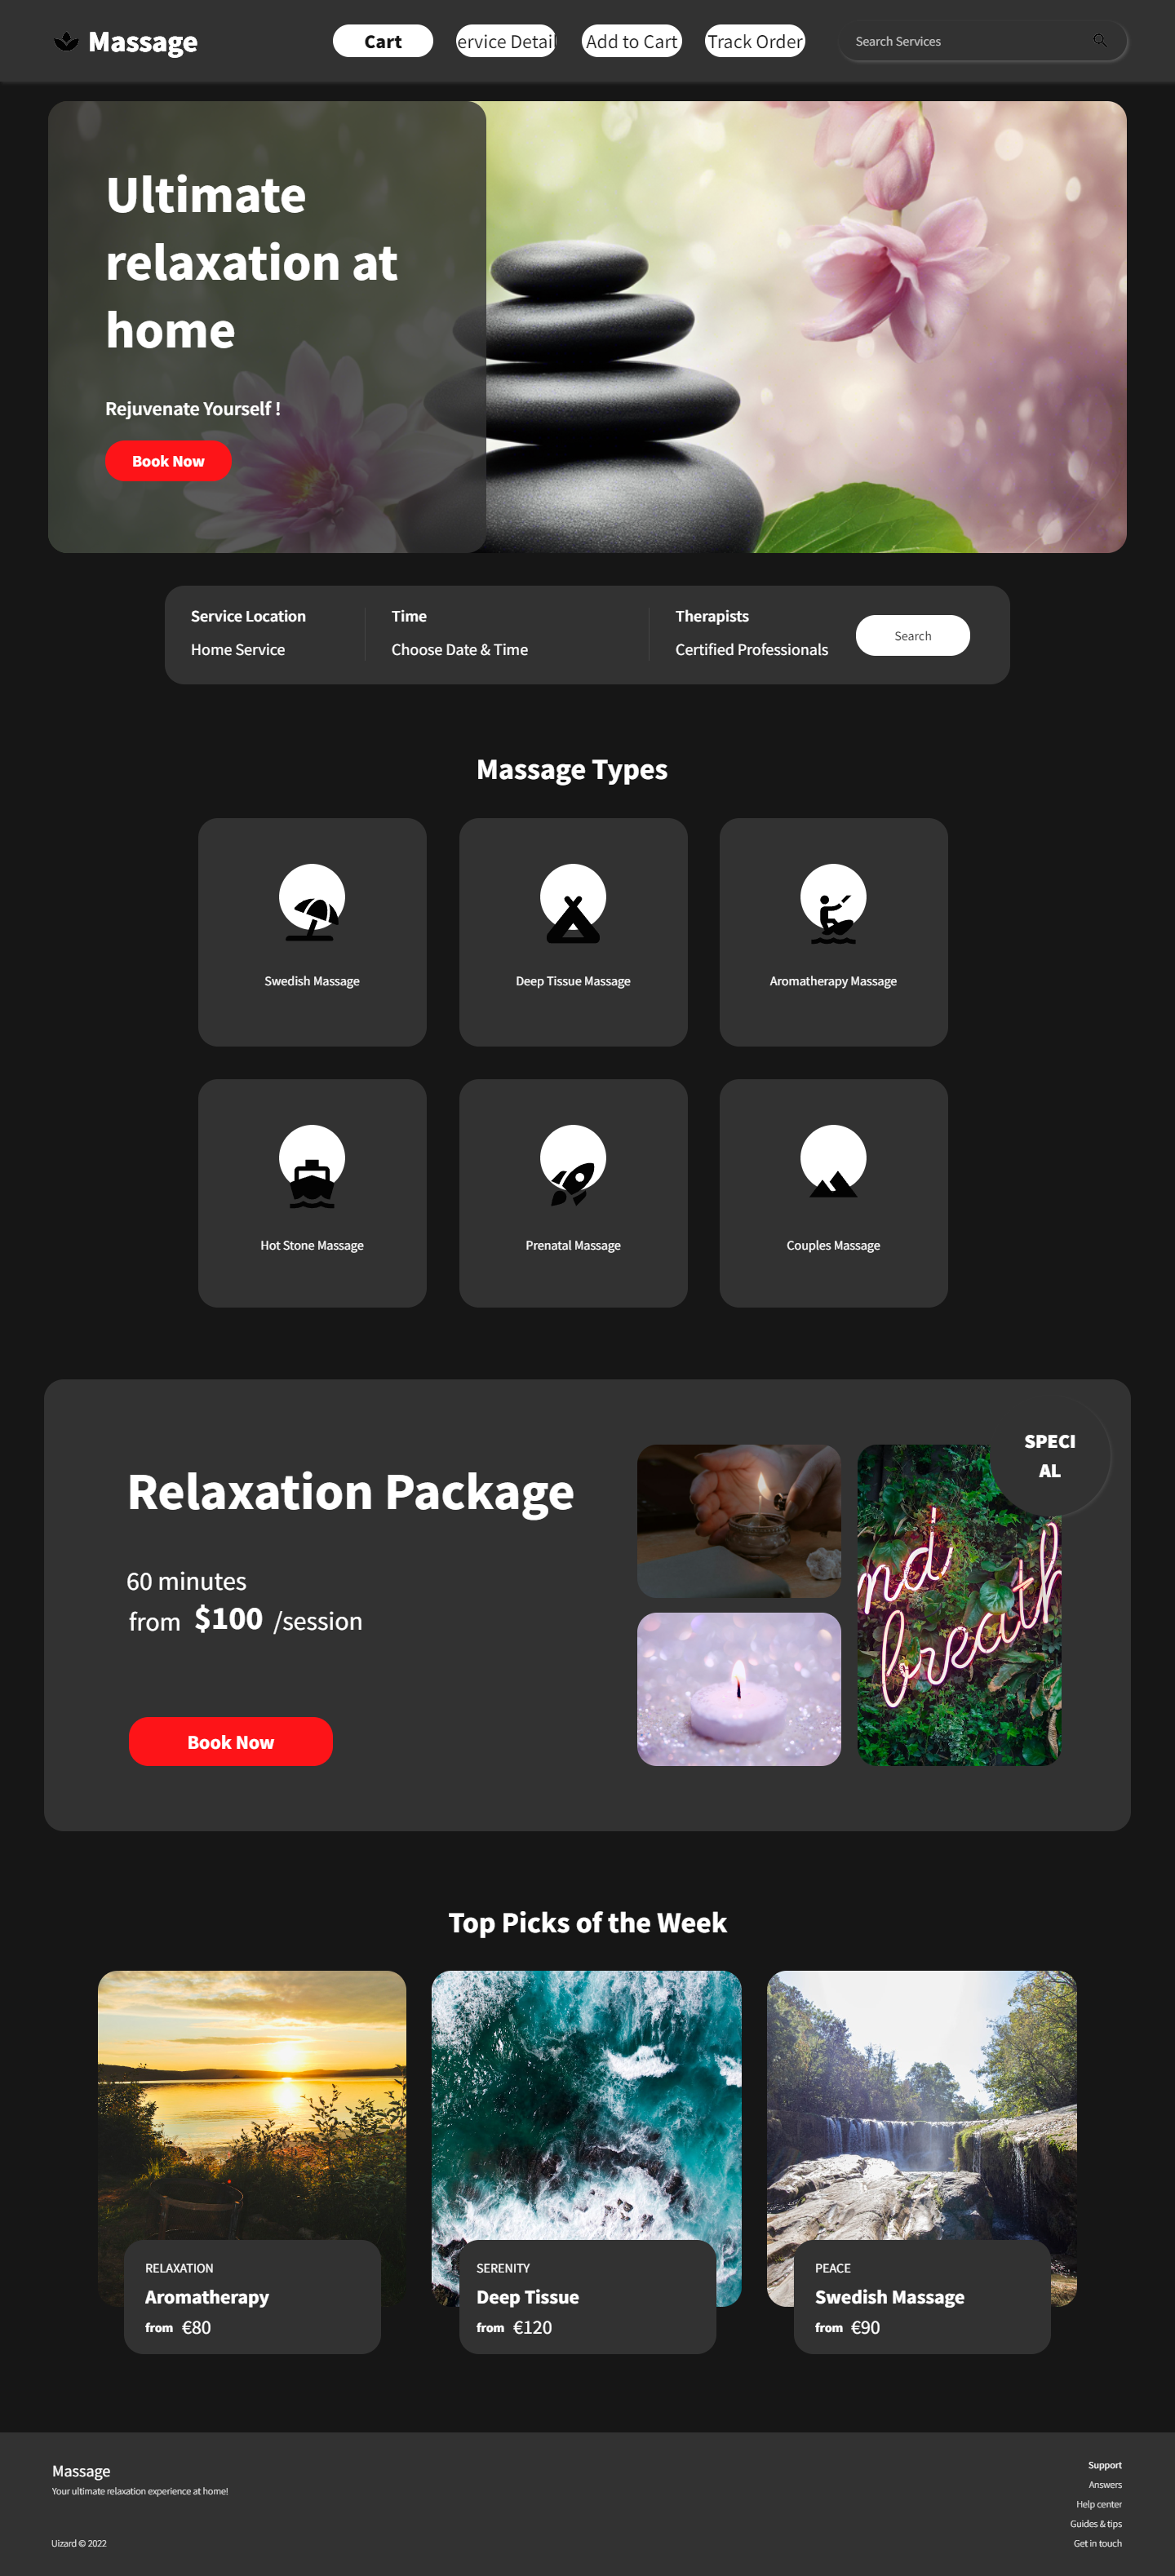 Massage
Cart
ervice Detail
Add to Cart
Track Order
Search Services
Ultimate
relaxation at
home
Rejuvenate Yourself !
Book Now
Service Location
Time
Therapists
Home Service
Choose Date & Time
Certified Professionals
Search
Massage Types
Swedish Massage
Deep Tissue Massage
Aromatherapy Massage
Hot Stone Massage
Prenatal Massage
Couples Massage
SPECI
AL
Relaxation Package
60 minutes
from $100 /session
Book Now
nd
breath
Top Picks of the Week
RELAXATION
Aromatherapy
from €80
SERENITY
Deep Tissue
from €120
PEACE
Swedish Massage
from €90
Massage
Your ultimate relaxation experience at home!
Uizard © 2022
Support
Answers
Help center
Guides & tips
Get in touch